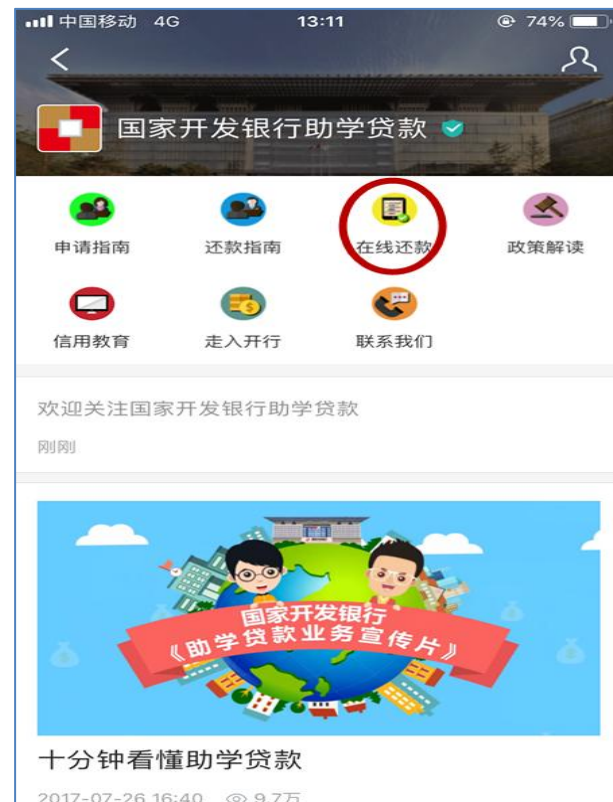 中国移动 4G 13:11 74%
国家开发银行助学贷款
申请指南 还款指南 在线还款 政策解读
信用教育 走入开行 联系我们
欢迎关注国家开发银行助学贷款
刚刚
国家开发银行
《助学贷款业务宣传片》
十分钟看懂助学贷款
2017-07-26 16:40 9.7万